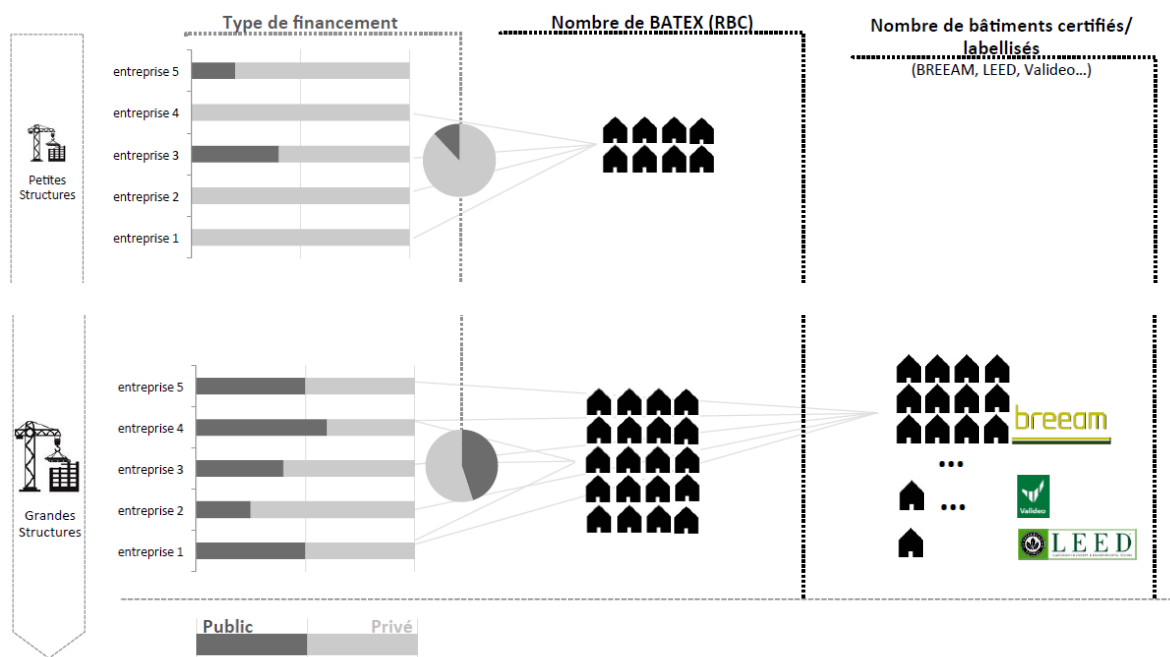 Type de financement
Nombre de BATEX (RBC)
Nombre de bâtiments certifiés/
labellisés
(BREEAM, LEED, Valideo...)
Petites
Structures
entreprise 5
entreprise 4
entreprise 3
entreprise 2
entreprise 1
Grandes
Structures
entreprise 5
entreprise 4
entreprise 3
entreprise 2
entreprise 1
breeam
...
...
Valideo
LEED
Public
Privé